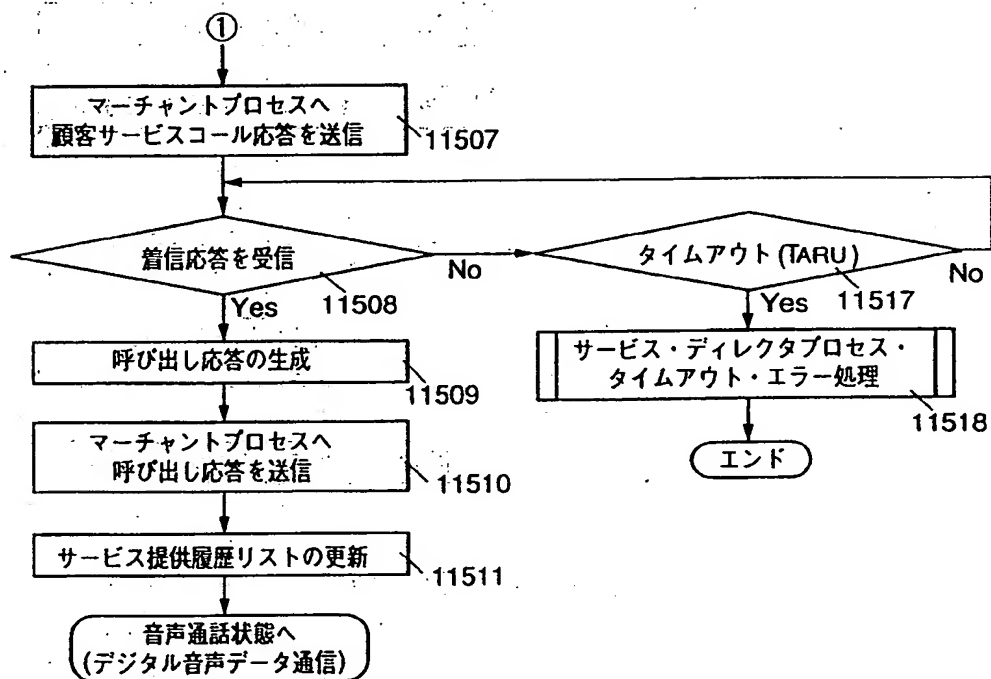 ①
マーチャントプロセスへ
顧客サービスコール応答を送信
11507
着信応答を受信
11508
No
Yes
タイムアウト(TARU)
11517
No
Yes
呼び出し応答の生成
11509
サービス・ディレクタプロセス・
タイムアウト・エラー処理
11518
エンド
マーチャントプロセスへ
呼び出し応答を送信
11510
サービス提供履歴リストの更新
11511
音声通話状態へ
(デジタル音声データ通信)